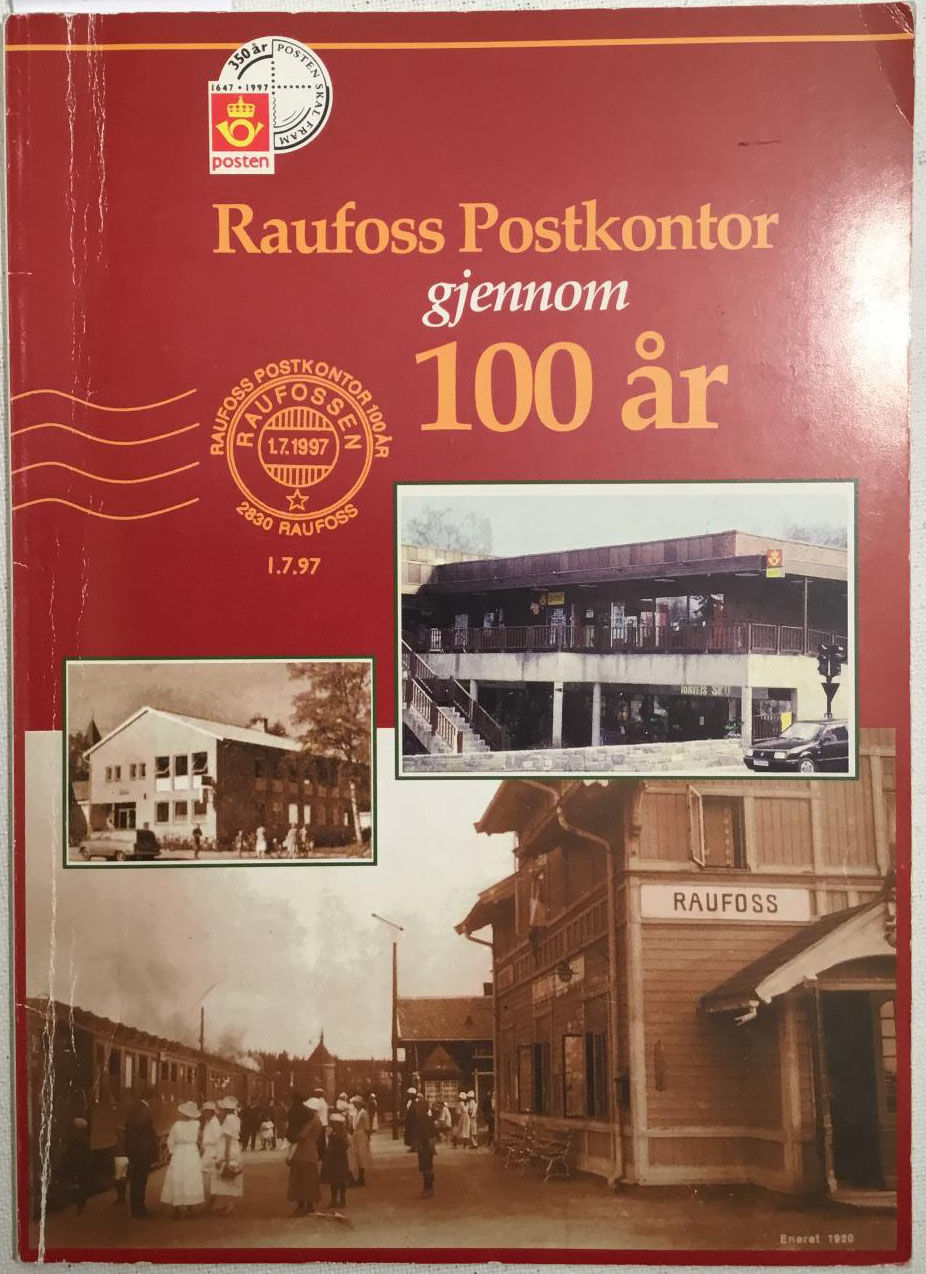 350 år
POSTEN SKAL FRAM
1647 • 1997
posten
Raufoss Postkontor
gjennom
100 år
RAUFOSS POSTKONTOR 100 ÅR
RAUFOSSEN
1.7.1997
2830 RAUFOSS
1.7.97
RAUFOSS
Eneret 1920